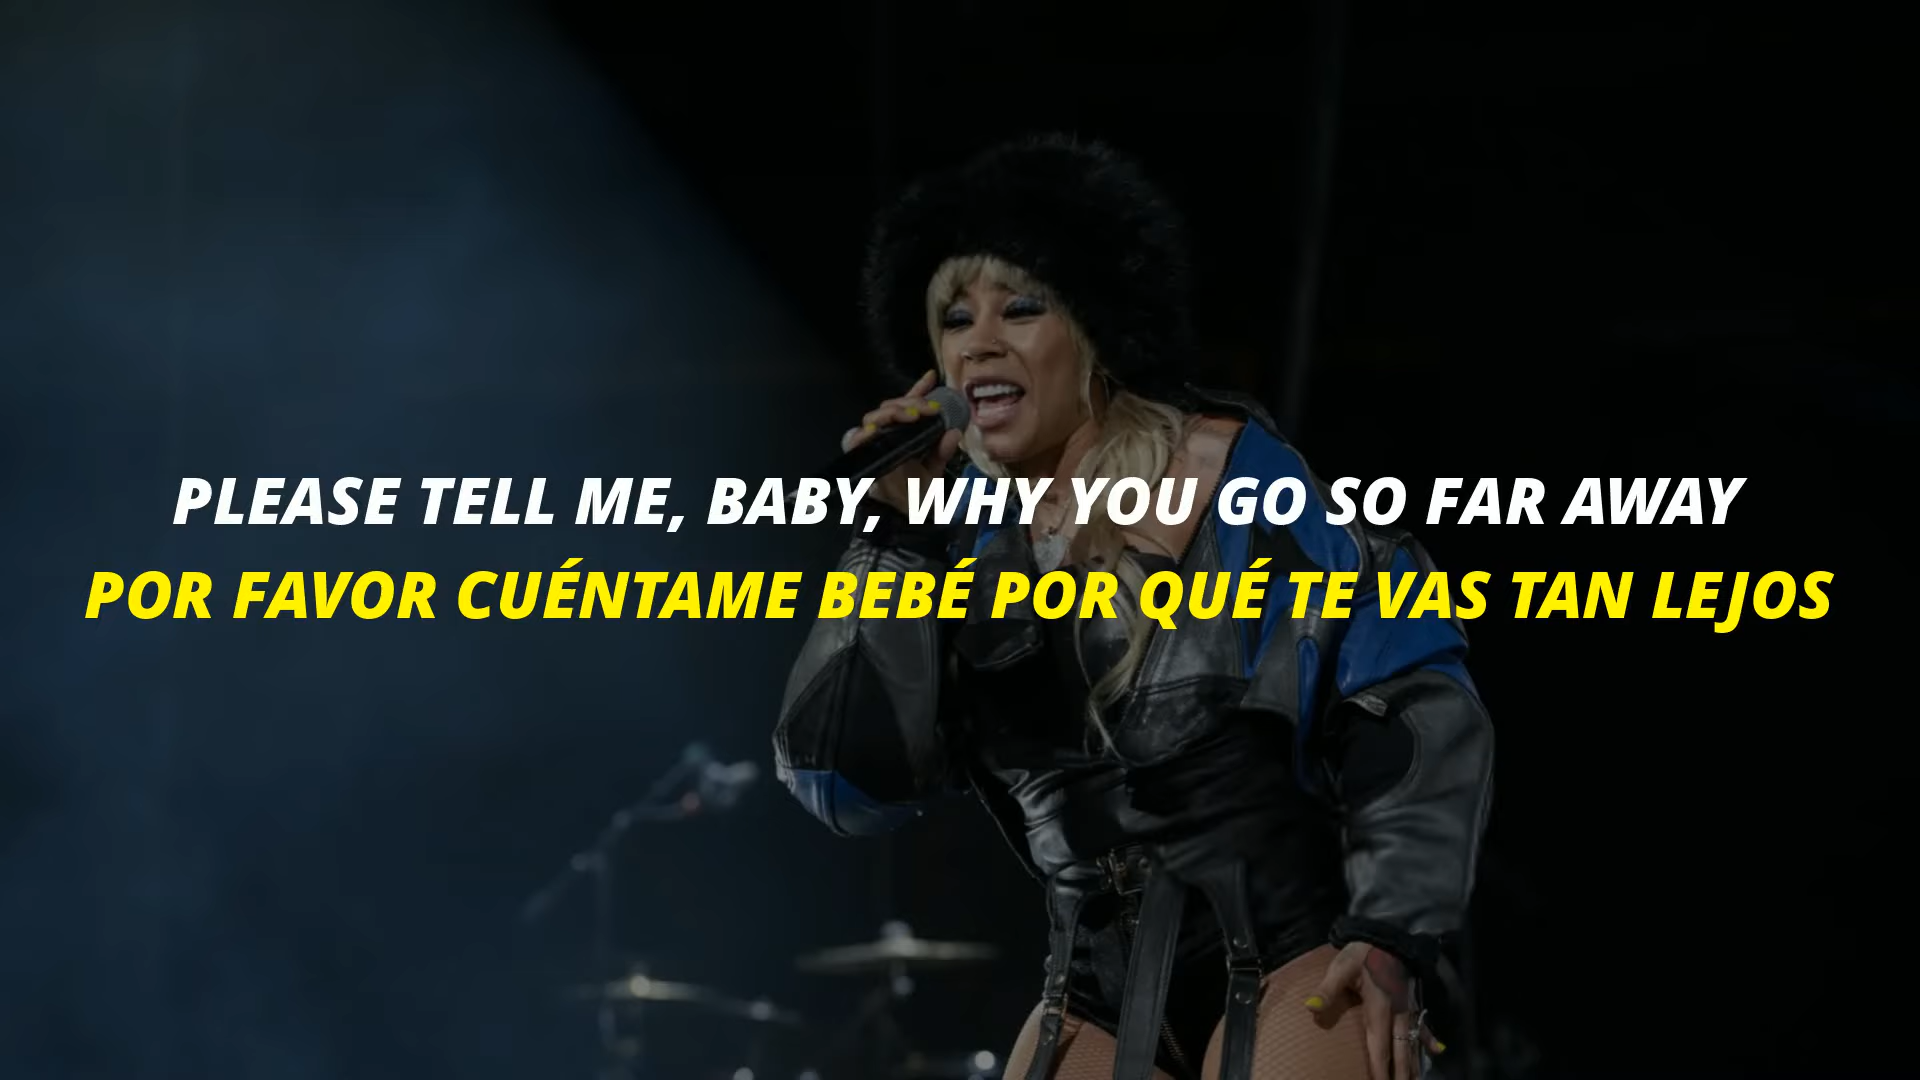 PLEASE TELL ME, BABY, WHY YOU GO SO FAR AWAY
POR FAVOR CUÉNTAME BEBÉ POR QUÉ TE VAS TAN LEJOS